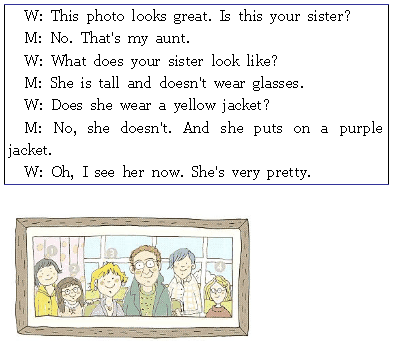 W: This photo looks great. Is this your sister?
M: No. That's my aunt.
W: What does your sister look like?
M: She is tall and doesn't wear glasses.
W: Does she wear a yellow jacket?
M: No, she doesn't. And she puts on a purple
jacket.
W: Oh, I see her now. She's very pretty.
1
2
3
4